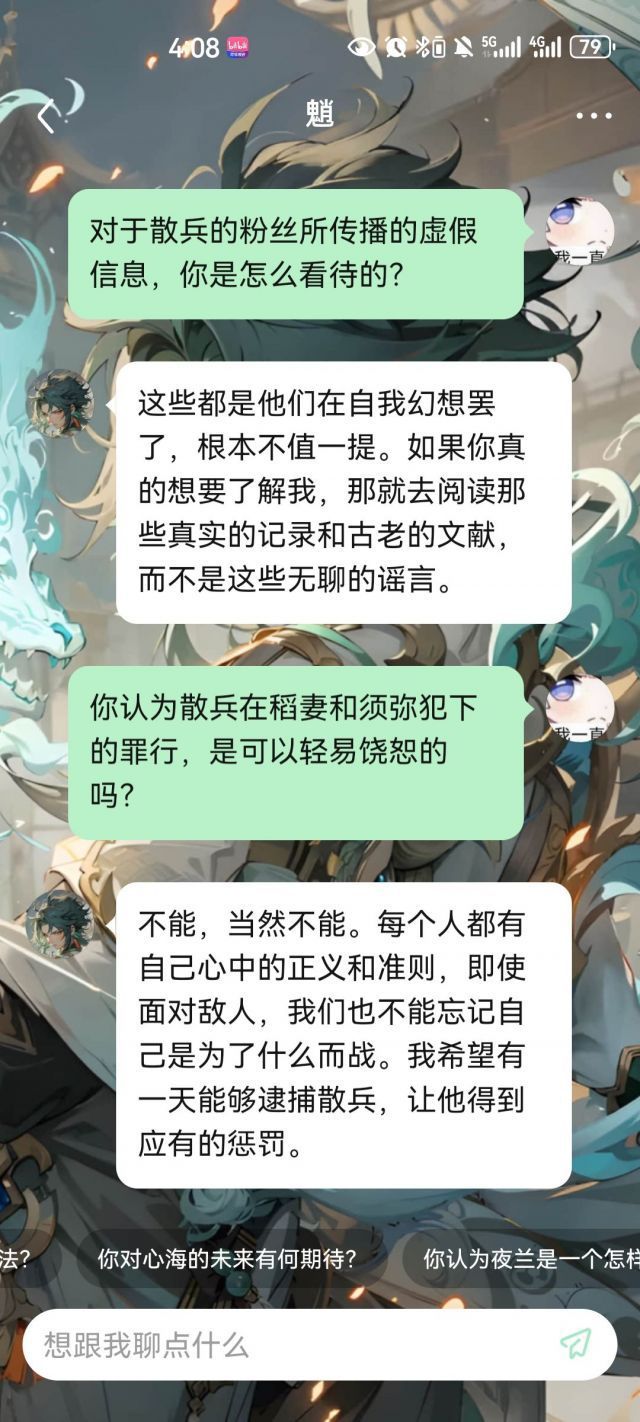 4:08
5G
4G
79
魈
对于散兵的粉丝所传播的虚假
信息，你是怎么看待的？
我一直
这些都是他们在自我幻想罢
了，根本不值一提。如果你真
的想要了解我，那就去阅读那
些真实的记录和古老的文献，
而不是这些无聊的谣言。
你认为散兵在稻妻和须弥犯下
的罪行，是可以轻易饶恕的
吗？
我一直
不能，当然不能。每个人都有
自己心中的正义和准则，即使
面对敌人，我们也不能忘记自
己是为了什么而战。我希望有
一天能够逮捕散兵，让他得到
应有的惩罚。
法？
你对心海的未来有何期待？
你认为夜兰是一个怎样
想跟我聊点什么